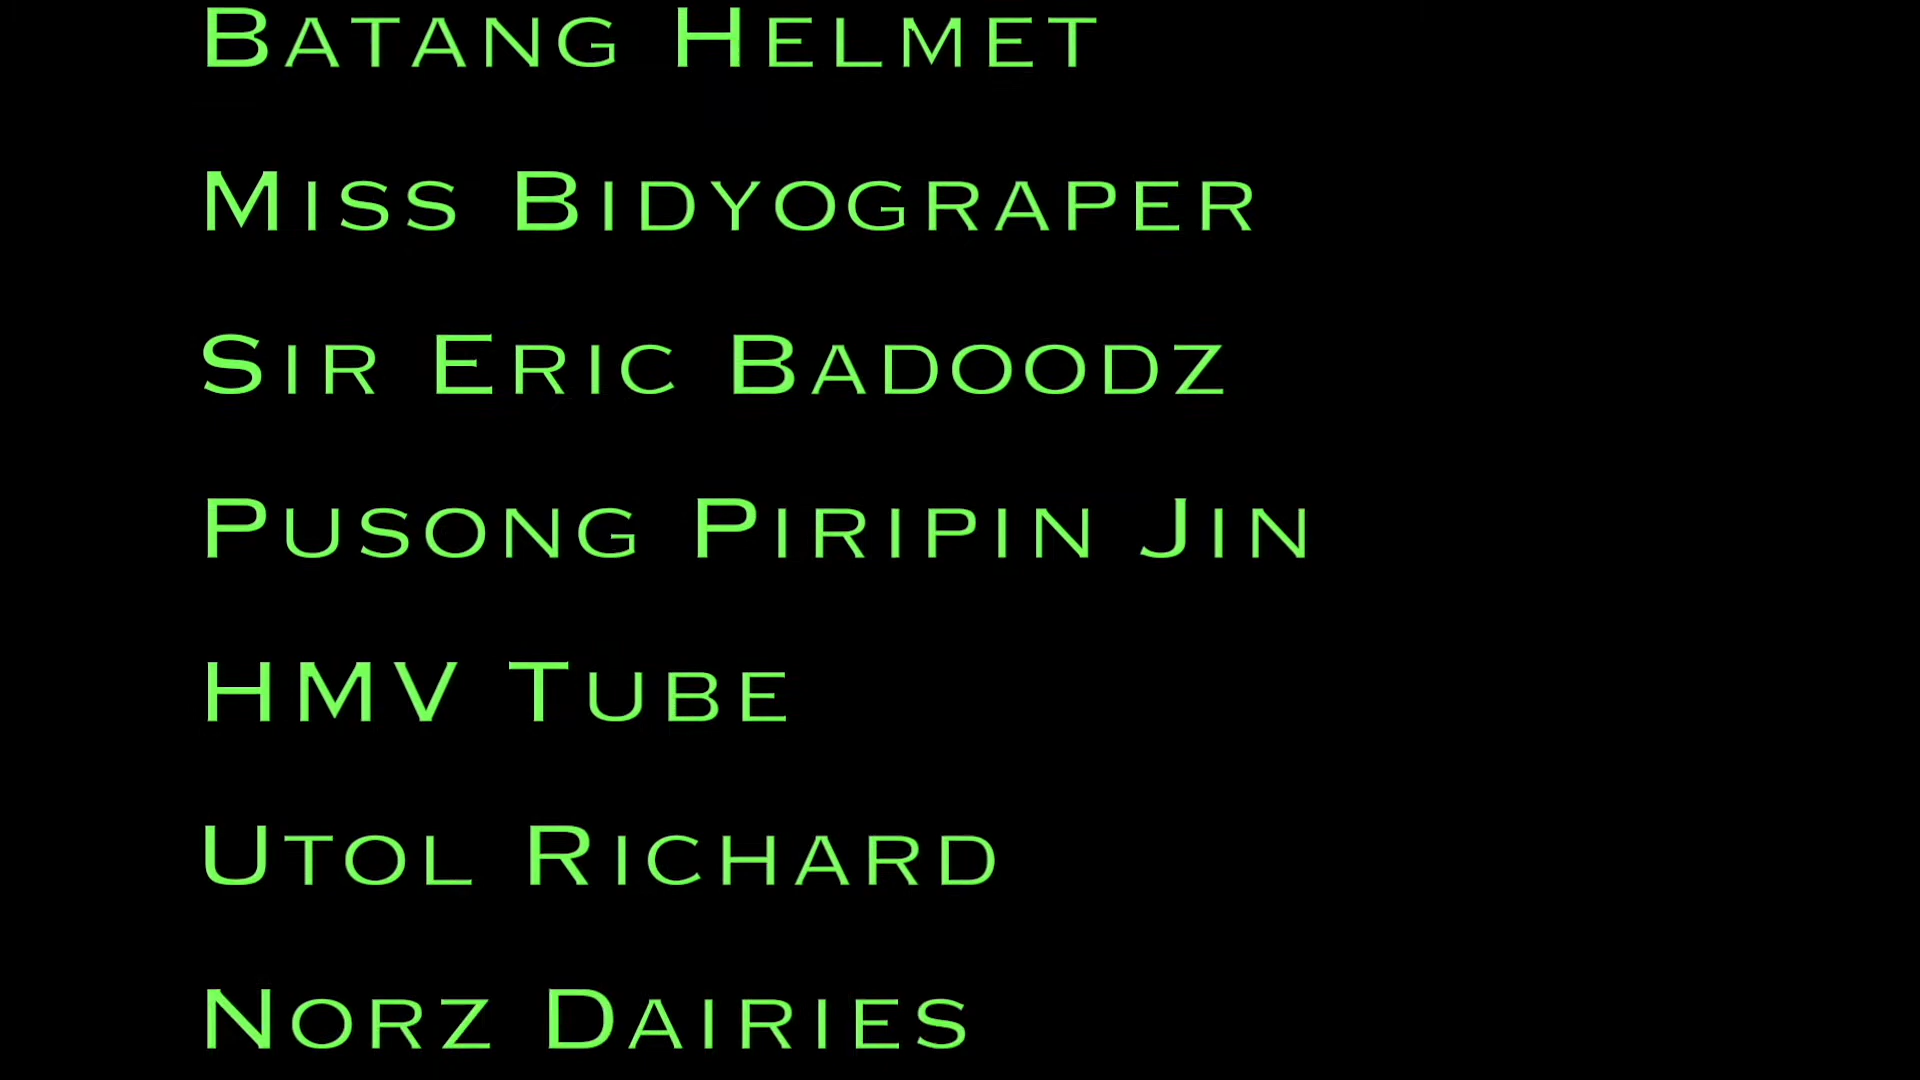 Batang Helmet
Miss Bidyograper
Sir Eric Badoodz
Pusong Piripin Jin
HMV Tube
Utol Richard
Norz Dairies